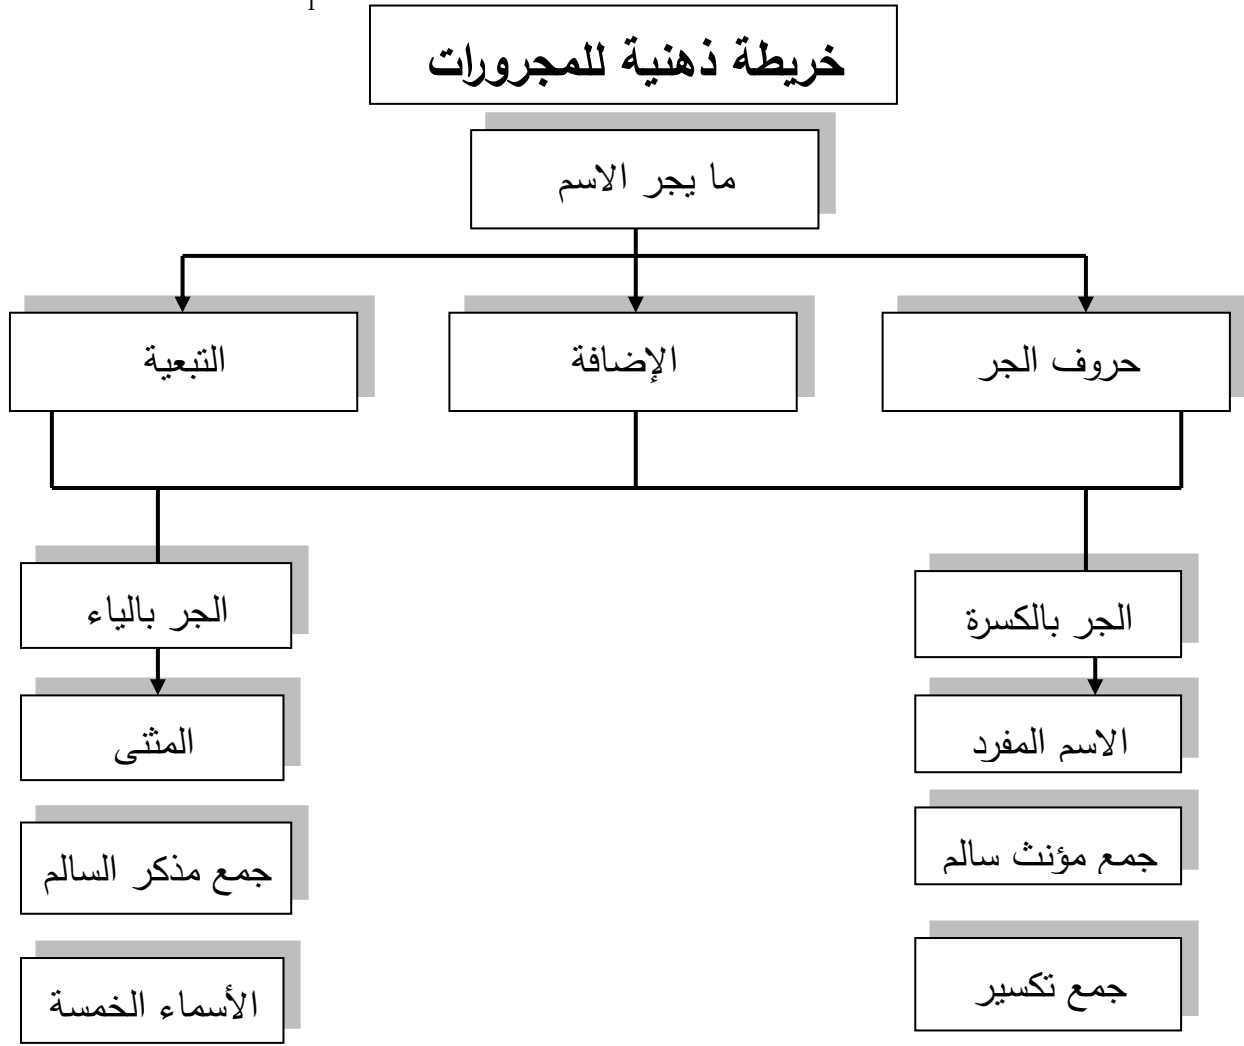 خريطة ذهنية للمجرورات
ما يجر الاسم
حروف الجر
الإضافة
التبعية
الجر بالكسرة
الاسم المفرد
جمع مؤنث سالم
جمع تكسير
الجر بالياء
المثنى
جمع مذكر السالم
الأسماء الخمسة